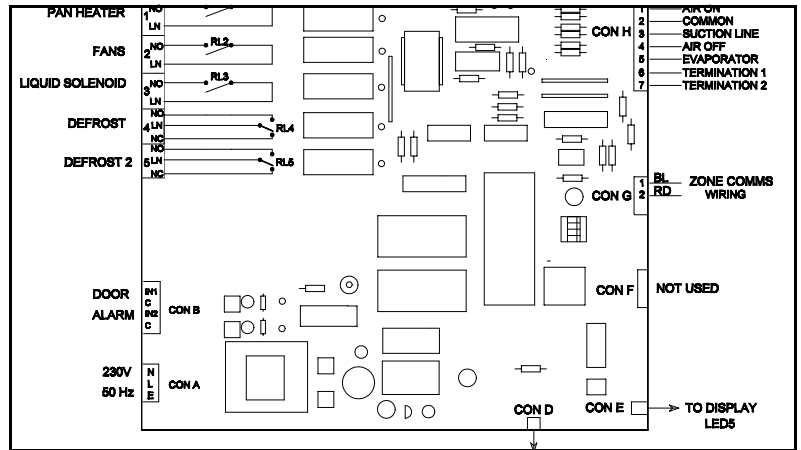 PAN HEATER
1
NO
LN
FANS
2
NO
LN
RL2
LIQUID SOLENOID
3
NO
LN
RL3
DEFROST
4
NO
LN
NC
RL4
DEFROST 2
5
NO
LN
NC
RL5
CON H
1 AIR ON
2 COMMON
3 SUCTION LINE
4 AIR OFF
5 EVAPORATOR
6 TERMINATION 1
7 TERMINATION 2
CON G
1 BL
2 RD
ZONE COMMS
WIRING
CON F
NOT USED
DOOR
ALARM
IN1
C
IN2
C
CON B
230V
50 Hz
N
L
E
CON A
CON D
CON E
TO DISPLAY
LED5